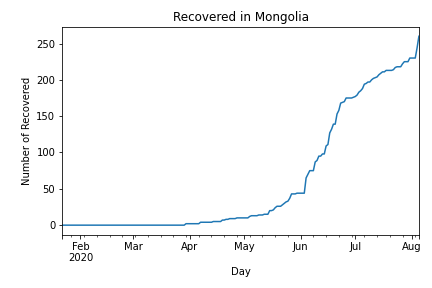 Recovered in Mongolia
Number of Recovered
250
200
150
100
50
0
Feb Mar Apr May Jun Jul Aug
2020
Day